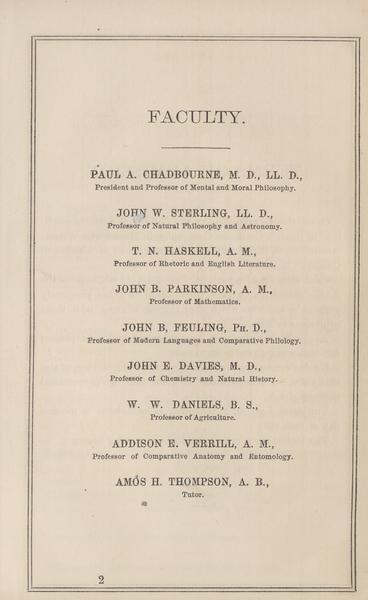 FACULTY.
PAUL A. CHADBOURNE, M. D., LL. D.,
President and Professor of Mental and Moral Philosophy.
JOHN W. STERLING, LL. D.,
Professor of Natural Philosophy and Astronomy.
T. N. HASKELL, A. M.,
Professor of Rhetoric and English Literature.
JOHN B. PARKINSON, A. M.,
Professor of Mathematics.
JOHN B, FEULING, PH. D.,
Professor of Modern Languages and Comparative Philology.
JOHN E. DAVIES, M. D.,
Professor of Chemistry and Natural History.
W. W. DANIELS, B. S.,
Professor of Agriculture.
ADDISON E. VERRILL, A. M.,
Professor of Comparative Anatomy and Entomology.
AMOS H. THOMPSON, A. B.,
Tutor.
2